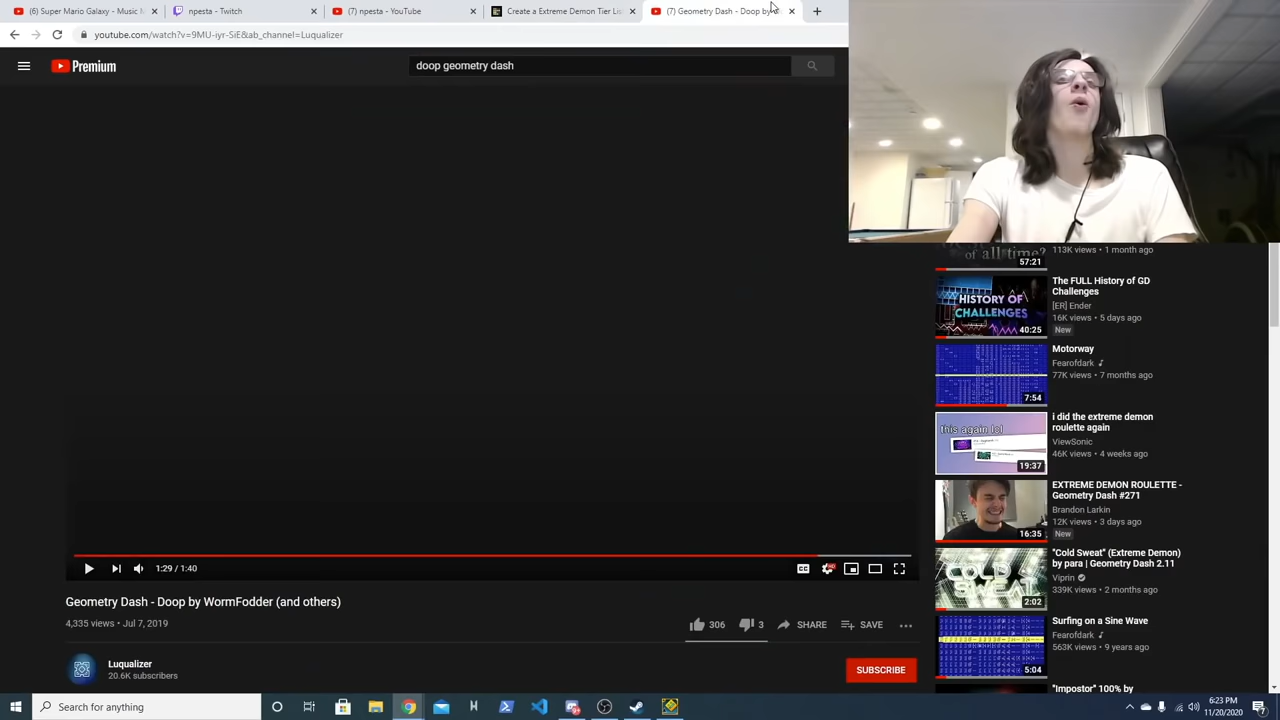 (6) Super Mario Galaxy - Music
npesta - Twitch
(7) npesta - YouTube
Create a Extreme Demon Tier Lis
(7) Geometry Dash - Doop by
youtube.com/watch?v=9MU-iyr-SiE&ab_channel=Luqualizer
Premium
doop geometry dash
of all time?
57:21
113K views • 1 month ago
HISTORY OF
CHALLENGES
40:25
The FULL History of GD
Challenges
[ER] Ender
16K views • 5 days ago
New
7:54
Motorway
Fearofdark
77K views • 7 months ago
this again lol
19:37
i did the extreme demon
roulette again
ViewSonic
46K views • 4 weeks ago
16:35
EXTREME DEMON ROULETTE -
Geometry Dash #271
Brandon Larkin
12K views • 3 days ago
New
COLD
SWEAT
2:02
"Cold Sweat" (Extreme Demon)
by para | Geometry Dash 2.11
Viprin
339K views • 2 months ago
5:04
Surfing on a Sine Wave
Fearofdark
563K views • 9 years ago
"Impostor" 100% by
1:29 / 1:40
Geometry Dash - Doop by
4,335 views • Jul 7, 2019
306
3
SHARE
SAVE
Luqualizer
20.6K subscribers
SUBSCRIBE
Search for anything
6:23 PM
11/20/2020